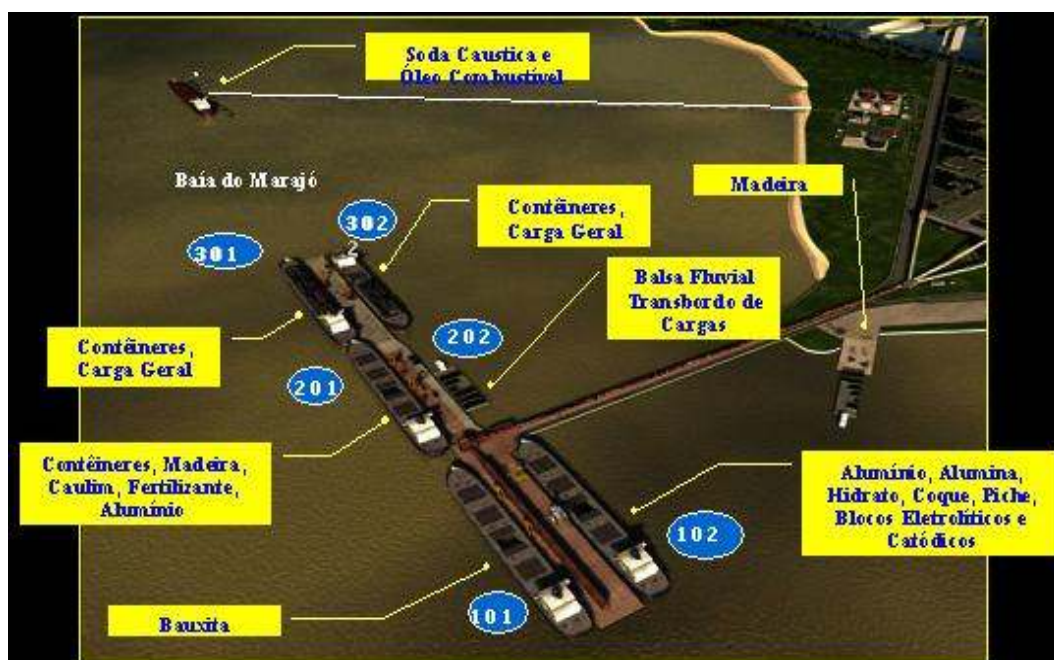 Soda Caustica e
Óleo Combustível
Baía do Marajó
Madeira
302
2
Contêineres,
Carga Geral
301
Balsa Fluvial
Transbordo de
Cargas
Contêineres,
Carga Geral
202
201
Contêineres, Madeira,
Caulim, Fertilizante,
Alumínio
Alumínio, Alumina,
Hidrato, Coque, Piche,
Blocos Eletrolíticos e
Catódicos
102
101
Bauxita